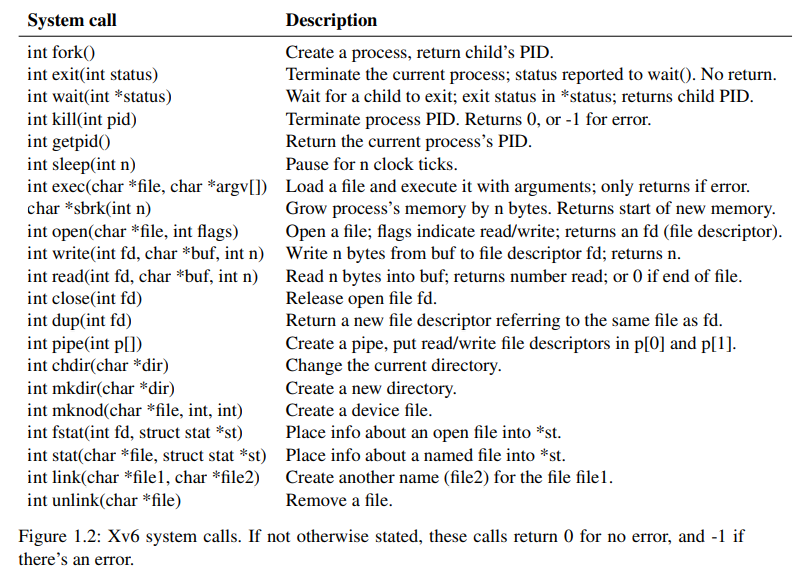 System call Description
int fork() Create a process, return child's PID.
int exit(int status) Terminate the current process; status reported to wait(). No return.
int wait(int *status) Wait for a child to exit; exit status in *status; returns child PID.
int kill(int pid) Terminate process PID. Returns 0, or -1 for error.
int getpid() Return the current process's PID.
int sleep(int n) Pause for n clock ticks.
int exec(char *file, char *argv[]) Load a file and execute it with arguments; only returns if error.
char *sbrk(int n) Grow process's memory by n bytes. Returns start of new memory.
int open(char *file, int flags) Open a file; flags indicate read/write; returns an fd (file descriptor).
int write(int fd, char *buf, int n) Write n bytes from buf to file descriptor fd; returns n.
int read(int fd, char *buf, int n) Read n bytes into buf; returns number read; or 0 if end of file.
int close(int fd) Release open file fd.
int dup(int fd) Return a new file descriptor referring to the same file as fd.
int pipe(int p[]) Create a pipe, put read/write file descriptors in p[0] and p[1].
int chdir(char *dir) Change the current directory.
int mkdir(char *dir) Create a new directory.
int mknod(char *file, int, int) Create a device file.
int fstat(int fd, struct stat *st) Place info about an open file into *st.
int stat(char *file, struct stat *st) Place info about a named file into *st.
int link(char *file1, char *file2) Create another name (file2) for the file file1.
int unlink(char *file) Remove a file.
Figure 1.2: Xv6 system calls. If not otherwise stated, these calls return 0 for no error, and -1 if
there's an error.